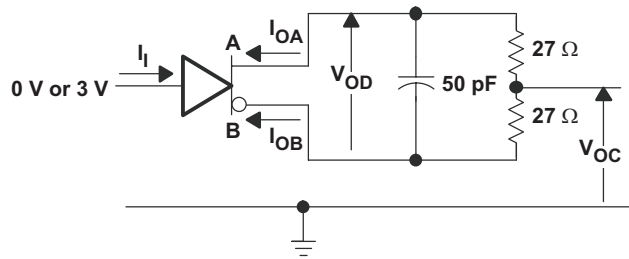 0 V or 3 V
I_I
A
I_OA
B
I_OB
V_OD
50 pF
27 Ω
27 Ω
V_OC